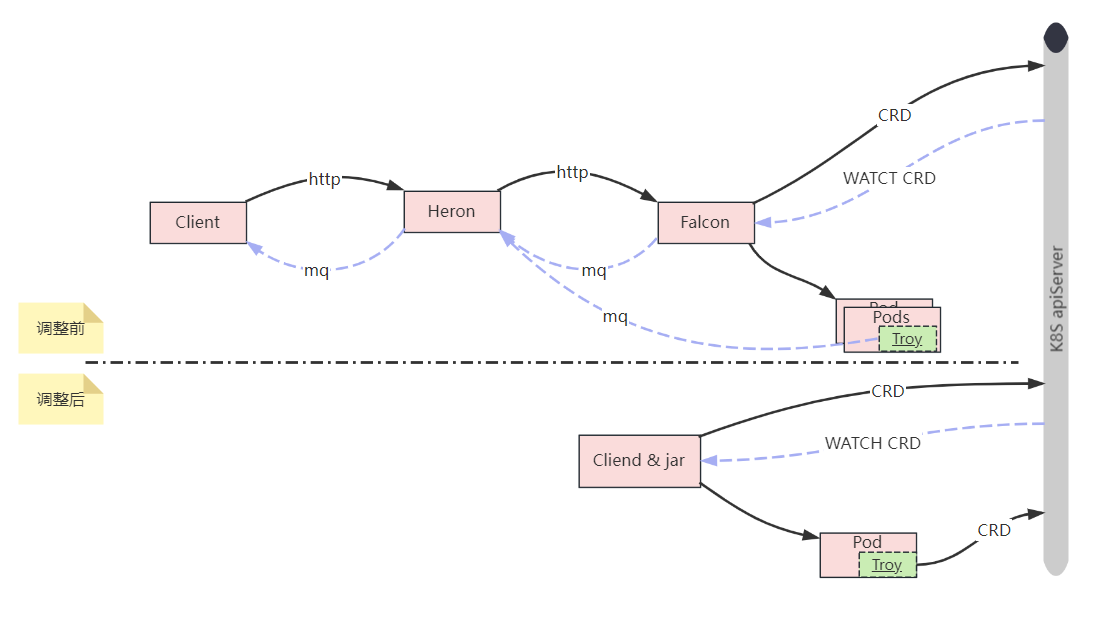 CRD
http
http
WATCT CRD
Client
Heron
Falcon
mq
mq
Pod
Pods
mq
Troy
K8S apiServer
调整前
调整后
CRD
WATCH CRD
Cliend & jar
CRD
Pod
Troy